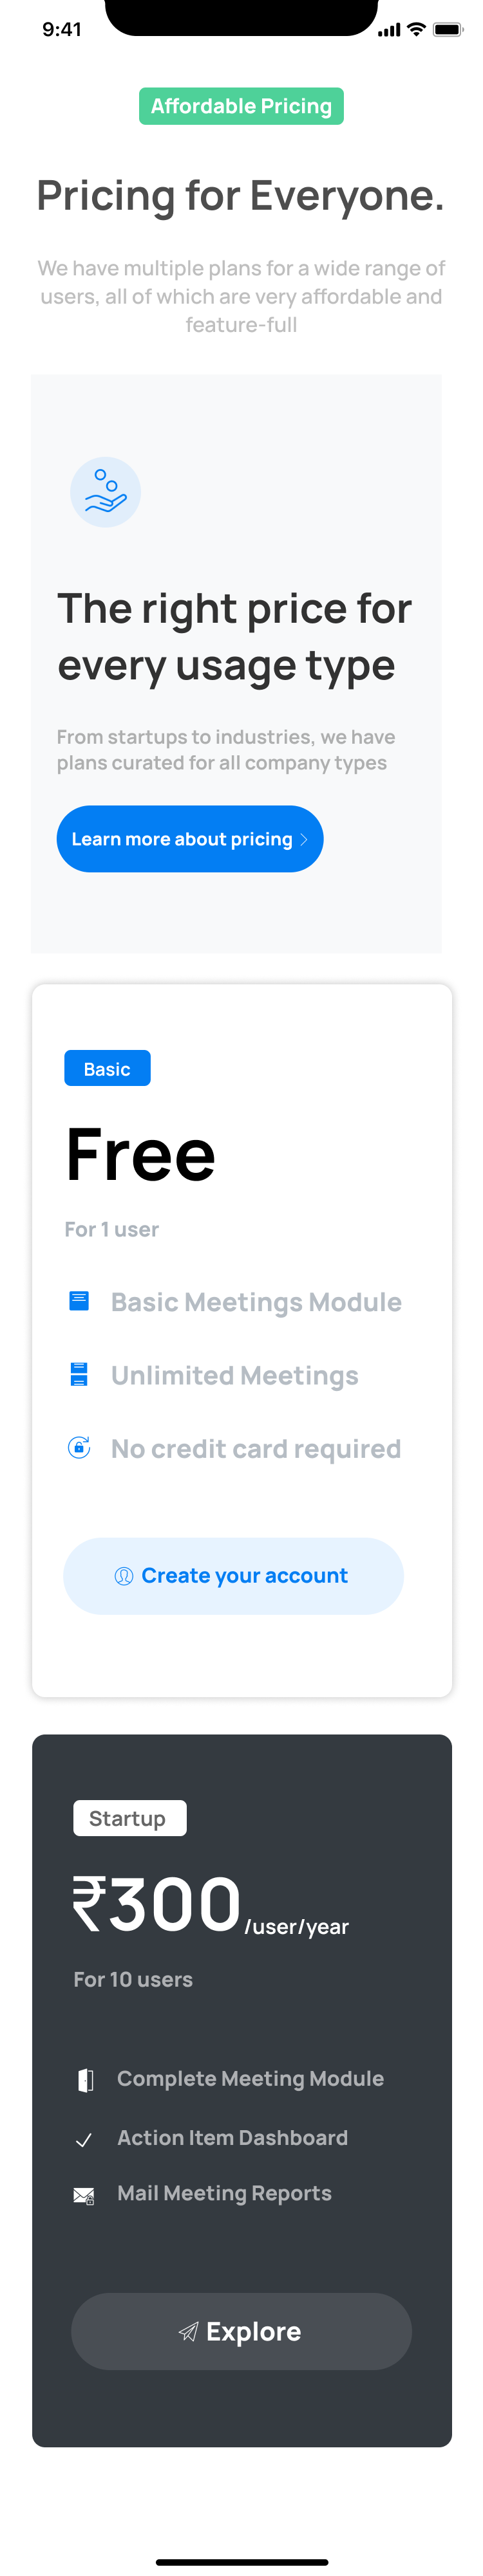 9:41
Affordable Pricing
Pricing for Everyone.
We have multiple plans for a wide range of
users, all of which are very affordable and
feature-full
The right price for
every usage type
From startups to industries, we have
plans curated for all company types
Learn more about pricing
Basic
Free
For 1 user
Basic Meetings Module
Unlimited Meetings
No credit card required
Create your account
Startup
₹300/user/year
For 10 users
Complete Meeting Module
Action Item Dashboard
Mail Meeting Reports
Explore